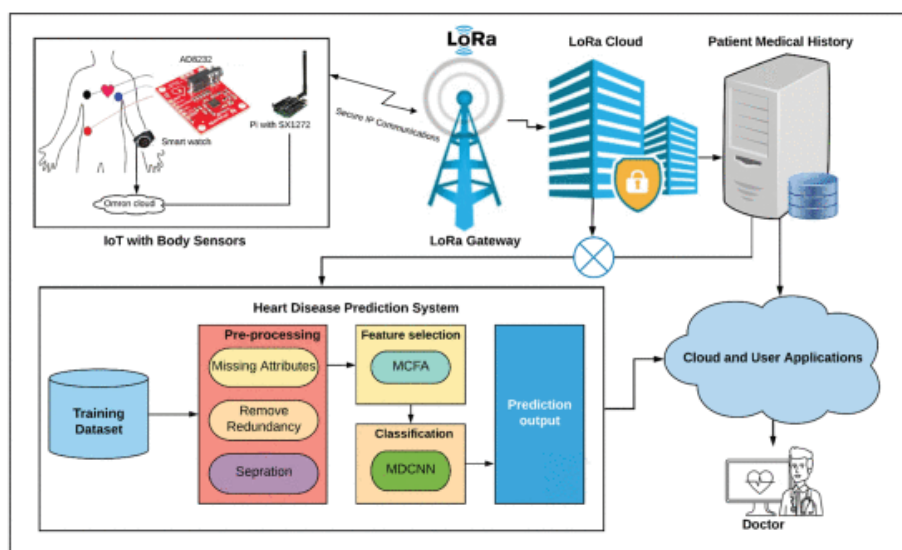 LoRa
LoRa Cloud
Patient Medical History
AD8232
Pi with SX1272
Smart watch
Omron cloud
IoT with Body Sensors
Secure IP Communications
LoRa Gateway
Heart Disease Prediction System
Training
Dataset
Pre-processing
Missing Attributes
Remove
Redundancy
Sepration
Feature selection
MCFA
Classification
MDCNN
Prediction
output
Cloud and User Applications
Doctor